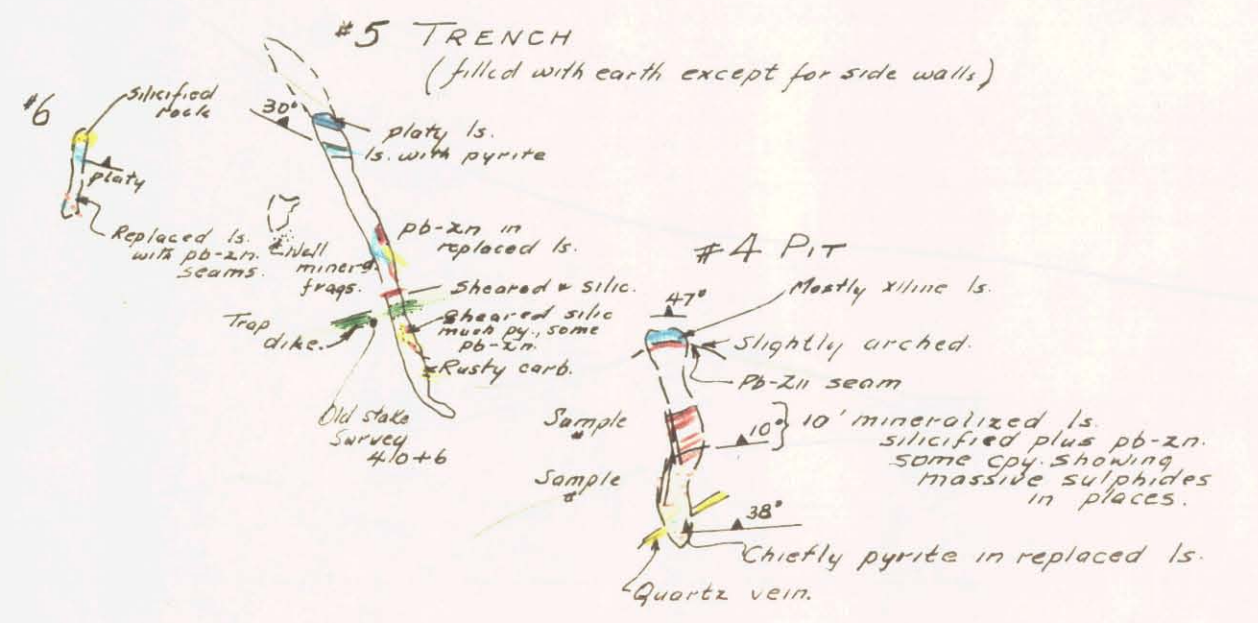 #5 TRENCH
(filled with earth except for side walls)
#6
silicified
rock
30°
platy ls.
ls. with pyrite
platy
Replaced ls.
with pb-zn.
seams.
Well
mineral
frags.
pb-zn in
replaced ls.
Sheared & silic.
Trap
dike.
Sheared silic
much py., some
pb-zn.
Rusty carb.
Old stake
Survey
40+6
#4 PIT
47°
Mostly xiline ls.
Slightly arched.
Pb-Zn seam
Sample
10°
10' mineralized ls.
silicified plus pb-zn.
some cpy. showing
massive sulphides
in places.
Sample
38°
Chiefly pyrite in replaced ls.
Quartz vein.